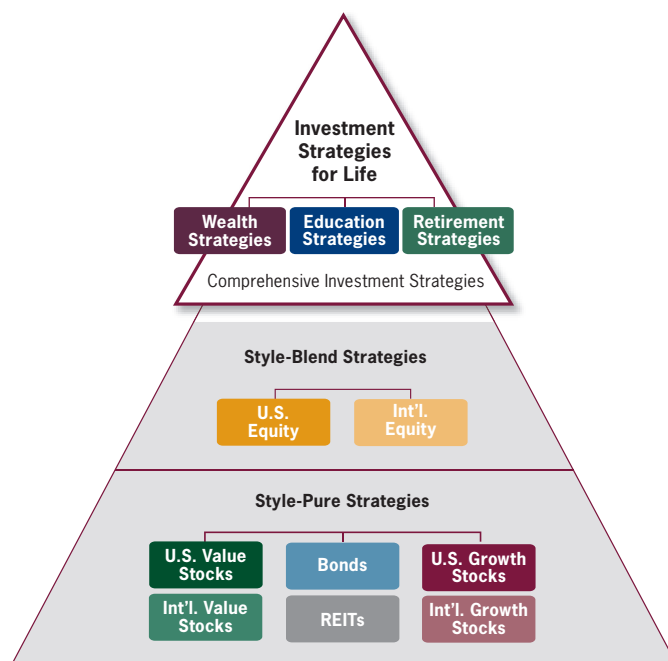 Investment
Strategies
for Life
Wealth
Strategies
Education
Strategies
Retirement
Strategies
Comprehensive Investment Strategies
Style-Blend Strategies
U.S.
Equity
Int'l.
Equity
Style-Pure Strategies
U.S. Value
Stocks
Bonds
U.S. Growth
Stocks
Int'l. Value
Stocks
REITs
Int'l. Growth
Stocks